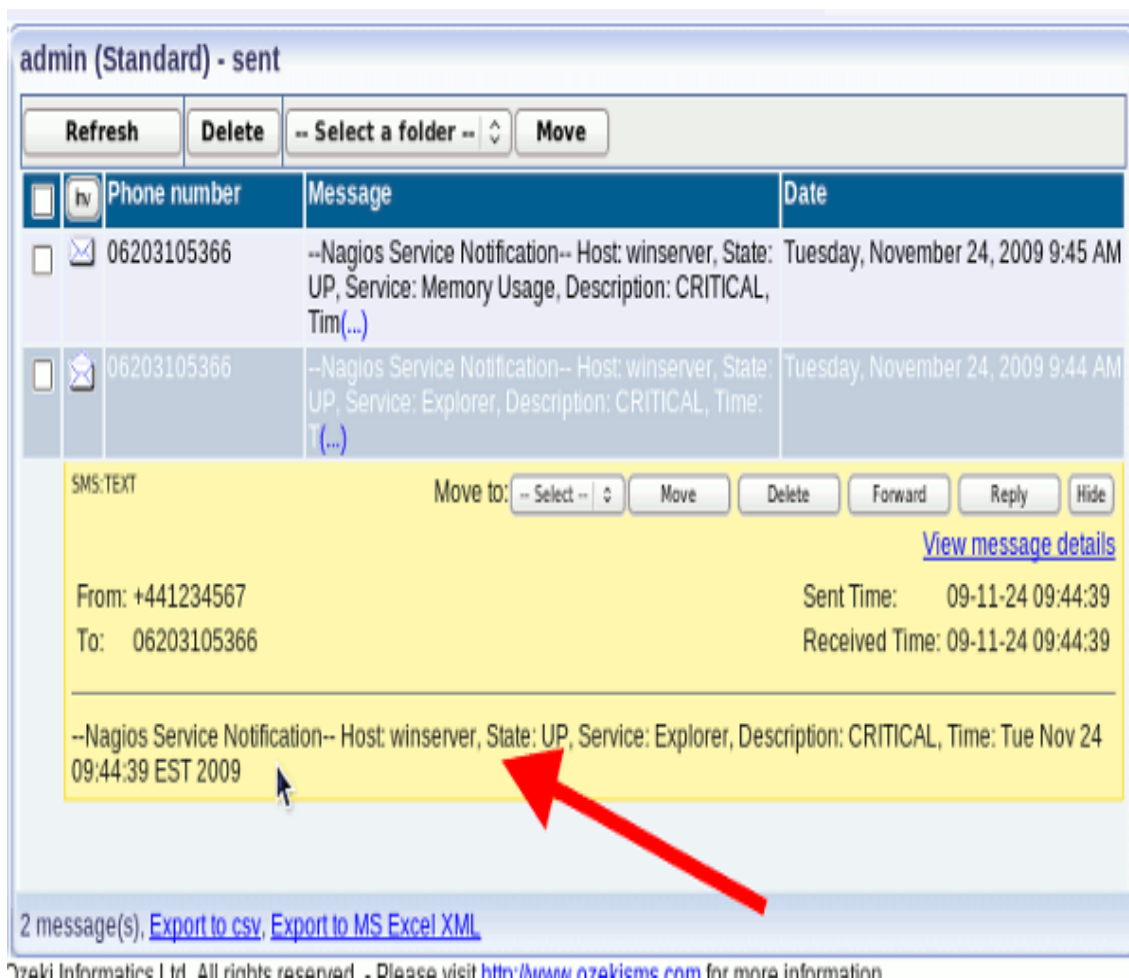 admin (Standard) - sent
Refresh Delete -- Select a folder -- Move
hv Phone number Message Date
06203105366 --Nagios Service Notification-- Host: winserver, State: Tuesday, November 24, 2009 9:45 AM
UP, Service: Memory Usage, Description: CRITICAL,
Tim(...)
06203105366 --Nagios Service Notification-- Host: winserver, State: Tuesday, November 24, 2009 9:44 AM
UP, Service: Explorer, Description: CRITICAL, Time:
T(...)
SMS:TEXT Move to: -- Select -- Move Delete Forward Reply Hide
View message details
From: +441234567 Sent Time: 09-11-24 09:44:39
To: 06203105366 Received Time: 09-11-24 09:44:39
--Nagios Service Notification-- Host: winserver, State: UP, Service: Explorer, Description: CRITICAL, Time: Tue Nov 24
09:44:39 EST 2009
2 message(s), Export to csv, Export to MS Excel XML
Ozeki Informatics Ltd. All rights reserved. - Please visit http://www.ozekisms.com for more information